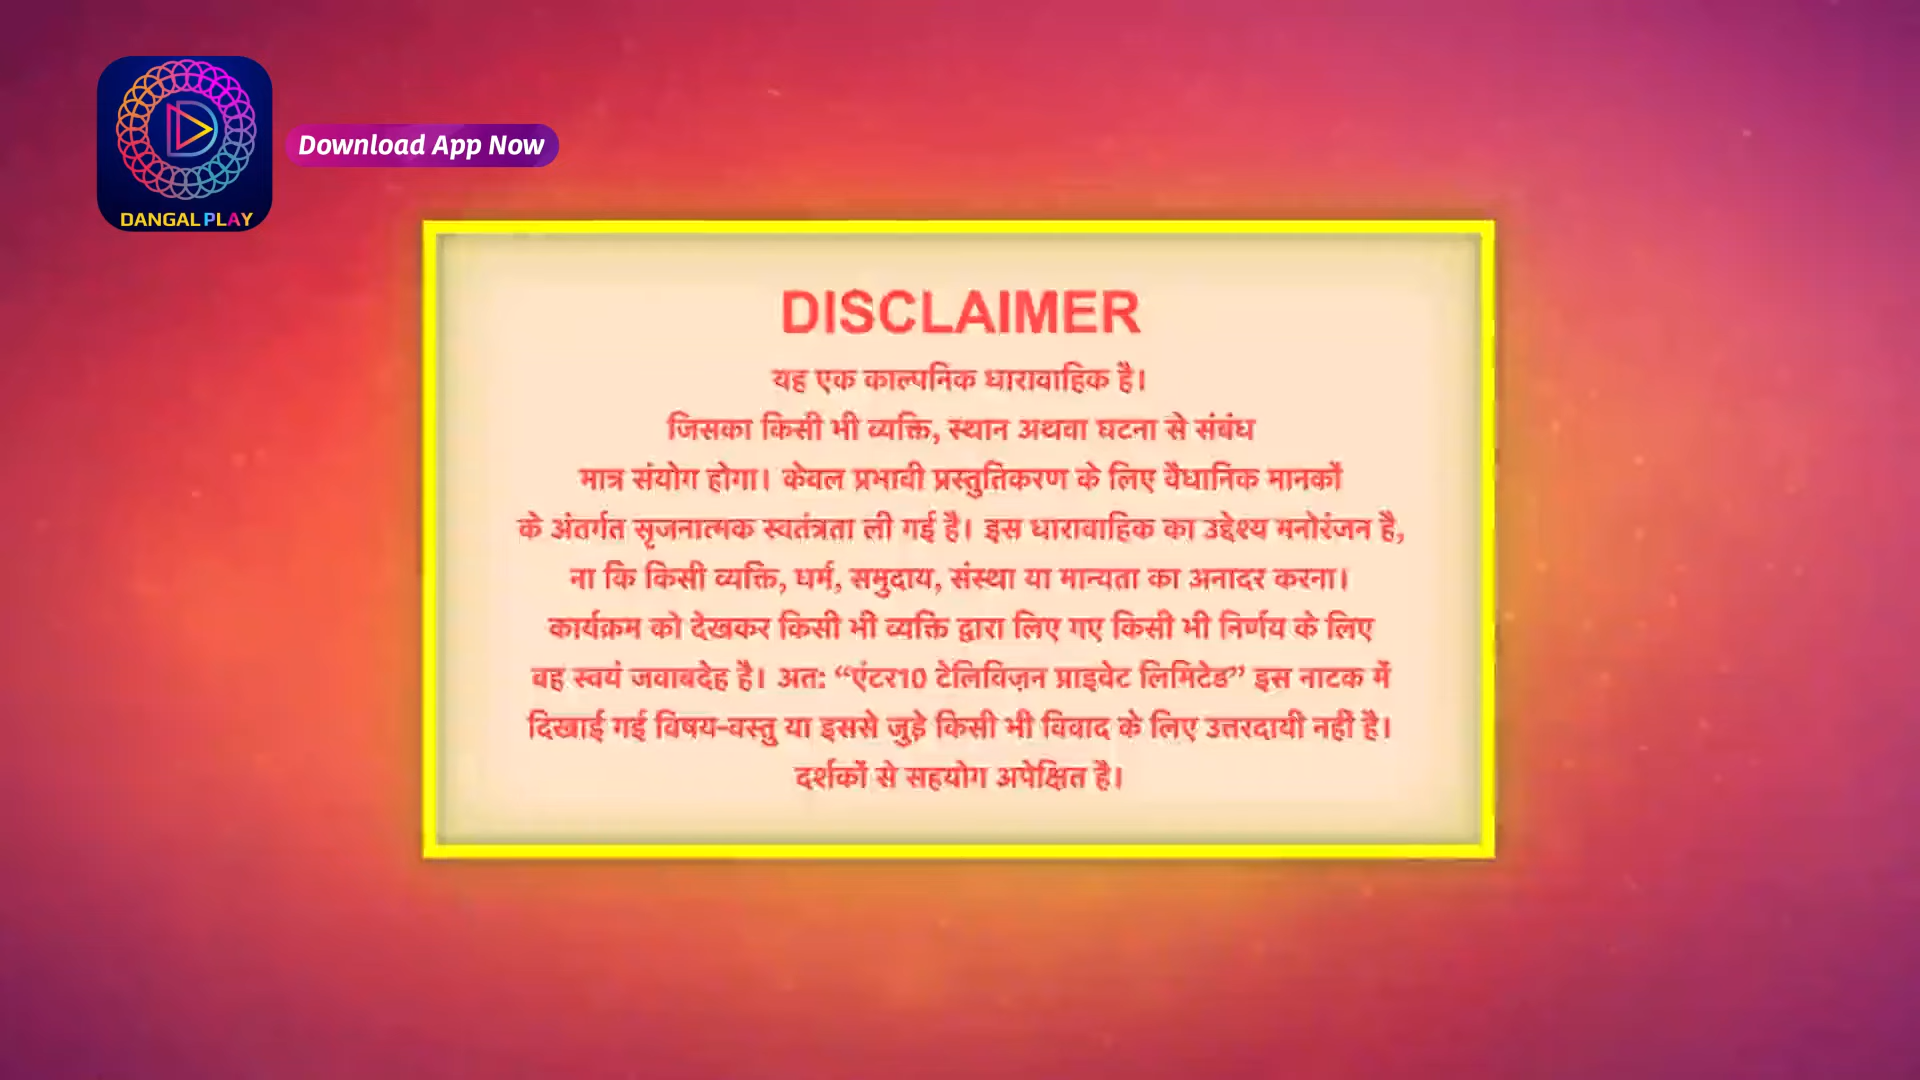 DANGAL PLAY
Download App Now
DISCLAIMER
यह एक काल्पनिक धारावाहिक है।
जिसका किसी भी व्यक्ति, स्थान अथवा घटना से संबंध
मात्र संयोग होगा। केवल प्रभावी प्रस्तुतिकरण के लिए वैधानिक मानकों
के अंतर्गत सृजनात्मक स्वतंत्रता ली गई है। इस धारावाहिक का उद्देश्य मनोरंजन है,
ना कि किसी व्यक्ति, धर्म, समुदाय, संस्था या मान्यता का अनादर करना।
कार्यक्रम को देखकर किसी भी व्यक्ति द्वारा लिए गए किसी भी निर्णय के लिए
वह स्वयं जवाबदेह है। अत: “एंटर10 टेलिविज़न प्राइवेट लिमिटेड” इस नाटक में
दिखाई गई विषय-वस्तु या इससे जुड़े किसी भी विवाद के लिए उत्तरदायी नहीं है।
दर्शकों से सहयोग अपेक्षित है।